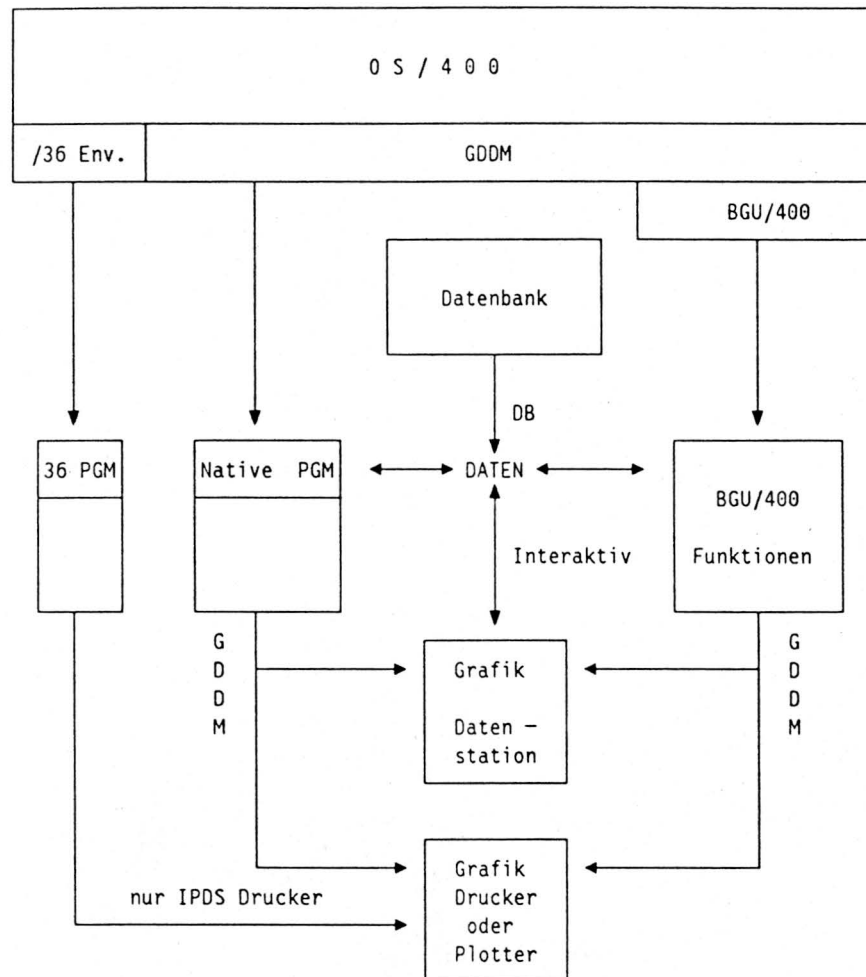 O S / 4 0 0
/36 Env.
GDDM
BGU/400
Datenbank
DB
36 PGM
Native PGM
DATEN
BGU/400
Funktionen
Interaktiv
G
D
D
M
Grafik
Daten –
station
G
D
D
M
nur IPDS Drucker
Grafik
Drucker
oder
Plotter